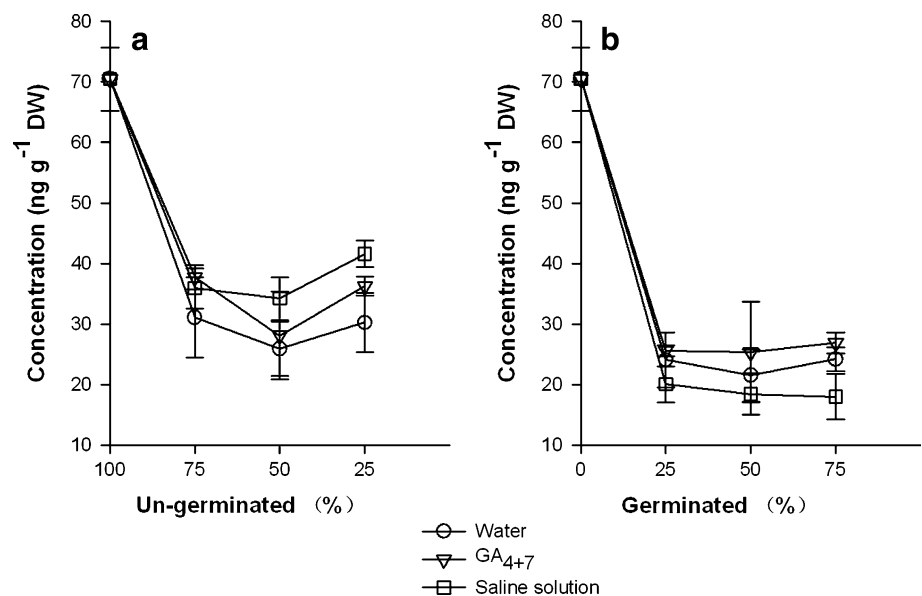 a
80
70
60
50
40
30
20
10
Concentration (ng g⁻¹ DW)
100 75 50 25
Un-germinated （%）
b
80
70
60
50
40
30
20
10
Concentration (ng g⁻¹ DW)
0 25 50 75
Germinated （%）
Water
GA₄₊₇
Saline solution